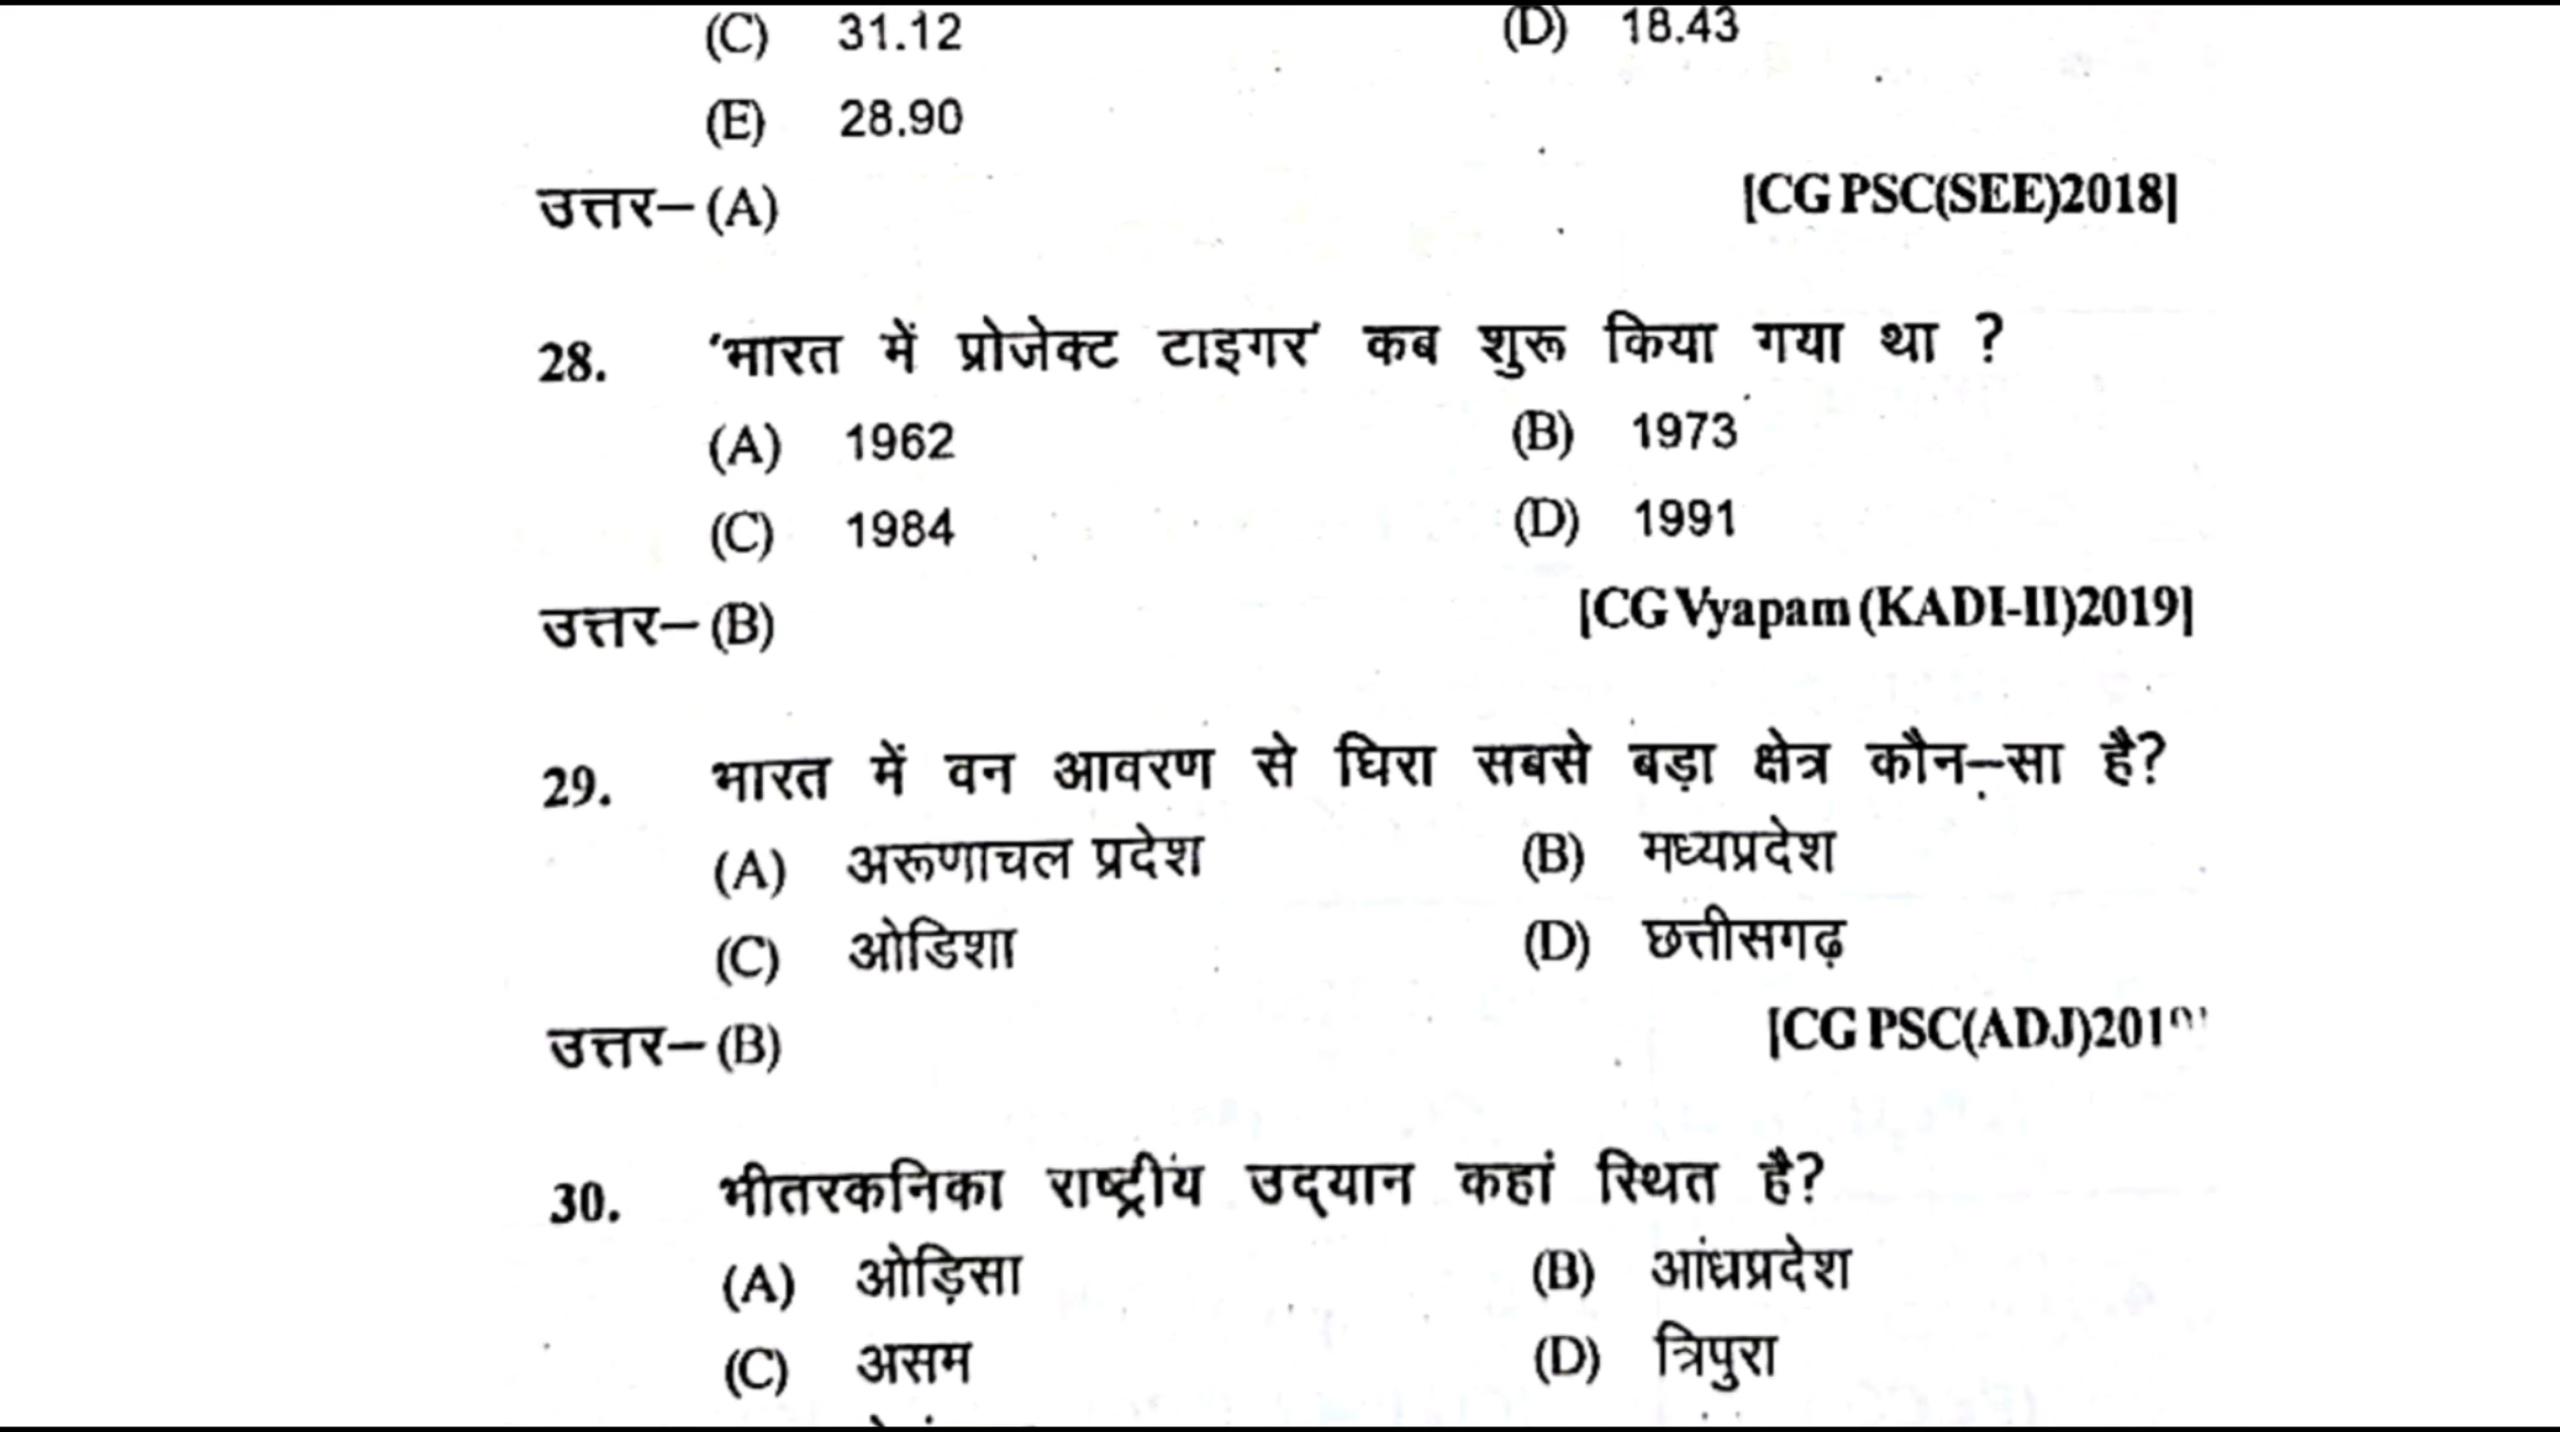 (C) 31.12 (D) 18.43
(E) 28.90
उत्तर– (A) [CG PSC(SEE)2018]
28. 'भारत में प्रोजेक्ट टाइगर' कब शुरू किया गया था ?
(A) 1962 (B) 1973
(C) 1984 (D) 1991
उत्तर– (B) [CG Vyapam (KADI-II)2019]
29. भारत में वन आवरण से घिरा सबसे बड़ा क्षेत्र कौन–सा है?
(A) अरूणाचल प्रदेश (B) मध्यप्रदेश
(C) ओडिशा (D) छत्तीसगढ़
उत्तर– (B) [CG PSC(ADJ)
30. भीतरकनिका राष्ट्रीय उद्यान कहां स्थित है?
(A) ओड़िसा (B) आंध्रप्रदेश
(C) असम (D) त्रिपुरा